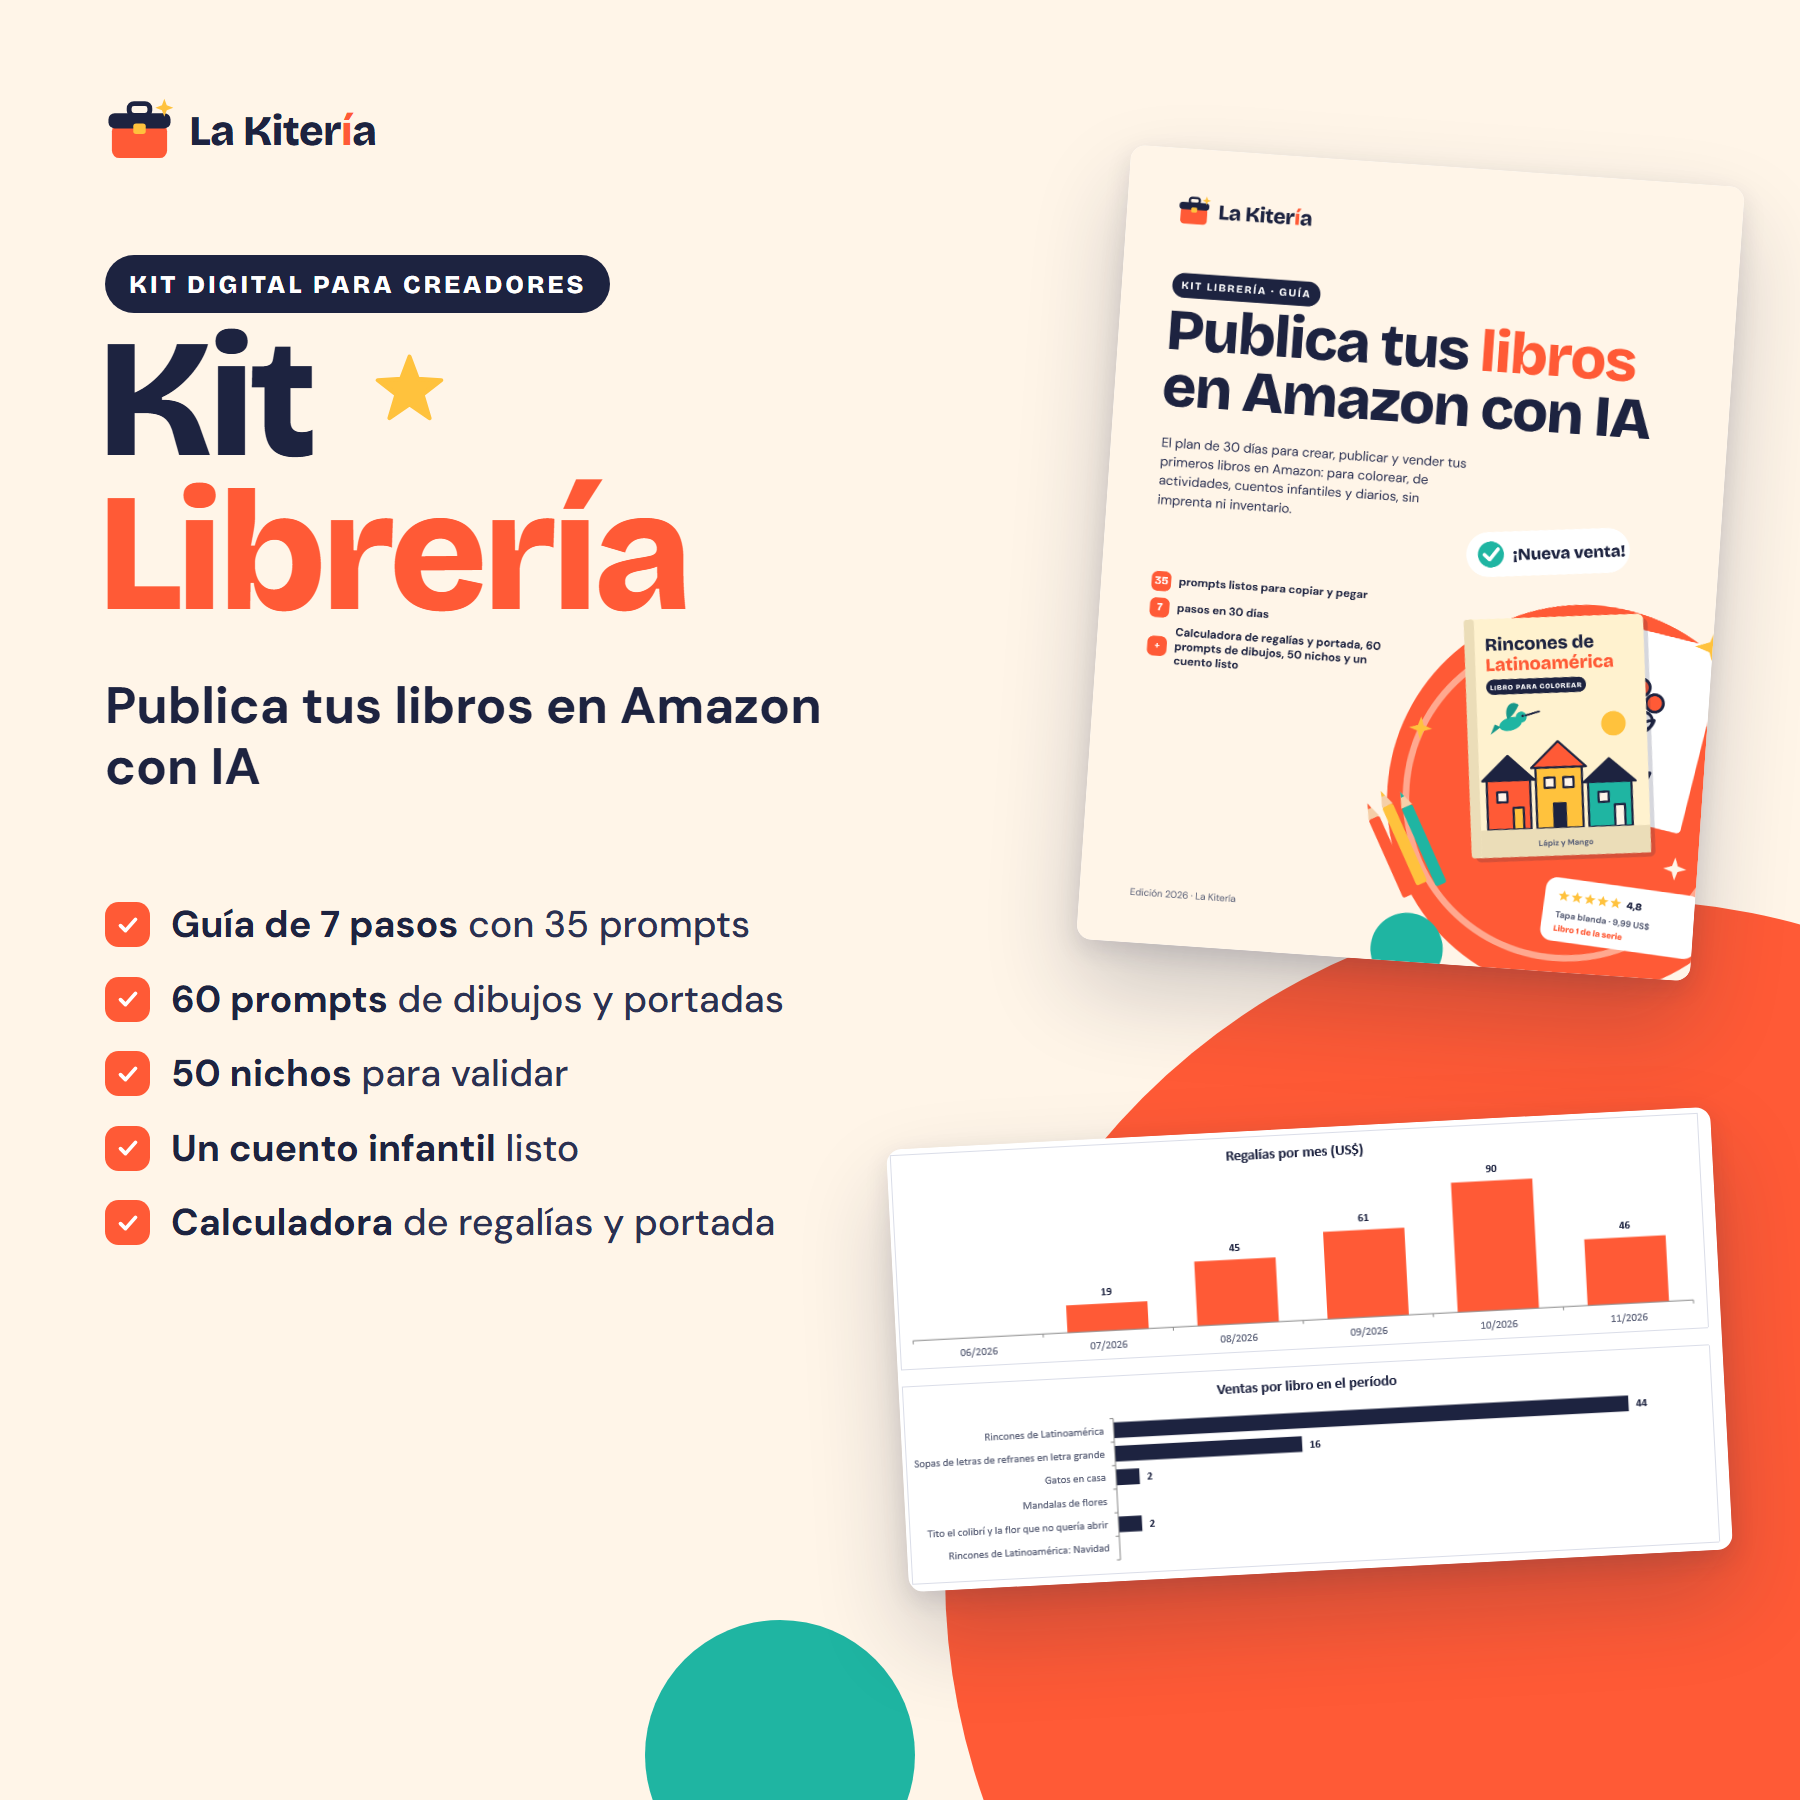 La Kitería
KIT DIGITAL PARA CREADORES
Kit
Librería
Publica tus libros en Amazon
con IA
Guía de 7 pasos con 35 prompts
60 prompts de dibujos y portadas
50 nichos para validar
Un cuento infantil listo
Calculadora de regalías y portada
La Kitería
KIT LIBRERÍA · GUÍA
Publica tus libros
en Amazon con IA
El plan de 30 días para crear, publicar y vender tus
primeros libros en Amazon: para colorear, de
actividades, cuentos infantiles y diarios, sin
imprenta ni inventario.
¡Nueva venta!
35 prompts listos para copiar y pegar
7 pasos en 30 días
+ Calculadora de regalías y portada, 60
prompts de dibujos, 50 nichos y un
cuento listo
Rincones de
Latinoamérica
LIBRO PARA COLOREAR
Lápiz y Mango
4,8
Tapa blanda · 9,99 US$
Libro 1 de la serie
Edición 2026 · La Kitería
Regalías por mes (US$)
19
45
61
90
46
06/2026
07/2026
08/2026
09/2026
10/2026
11/2026
Ventas por libro en el período
Rincones de Latinoamérica 44
Sopas de letras de refranes en letra grande 16
Gatos en casa 2
Mandalas de flores
Tito el colibrí y la flor que no quería abrir 2
Rincones de Latinoamérica: Navidad